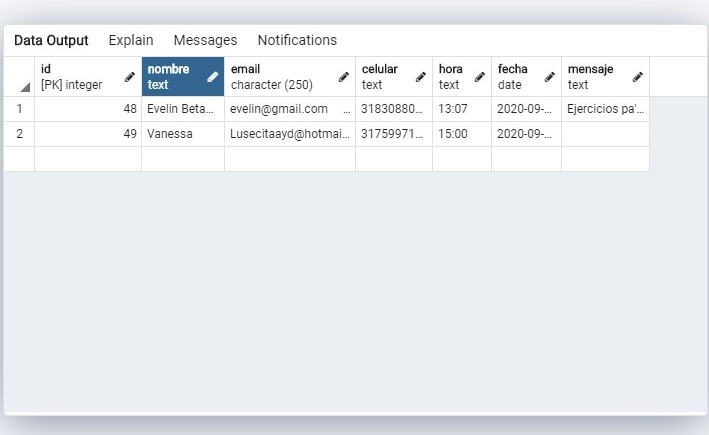 Data Output Explain Messages Notifications
id nombre email celular hora fecha mensaje
[PK] integer text character (250) text text date text
1 48 Evelin Beta... evelin@gmail.com ... 31830880... 13:07 2020-09-... Ejercicios pa'...
2 49 Vanessa Lusecitaayd@hotmai... 31759971... 15:00 2020-09-...